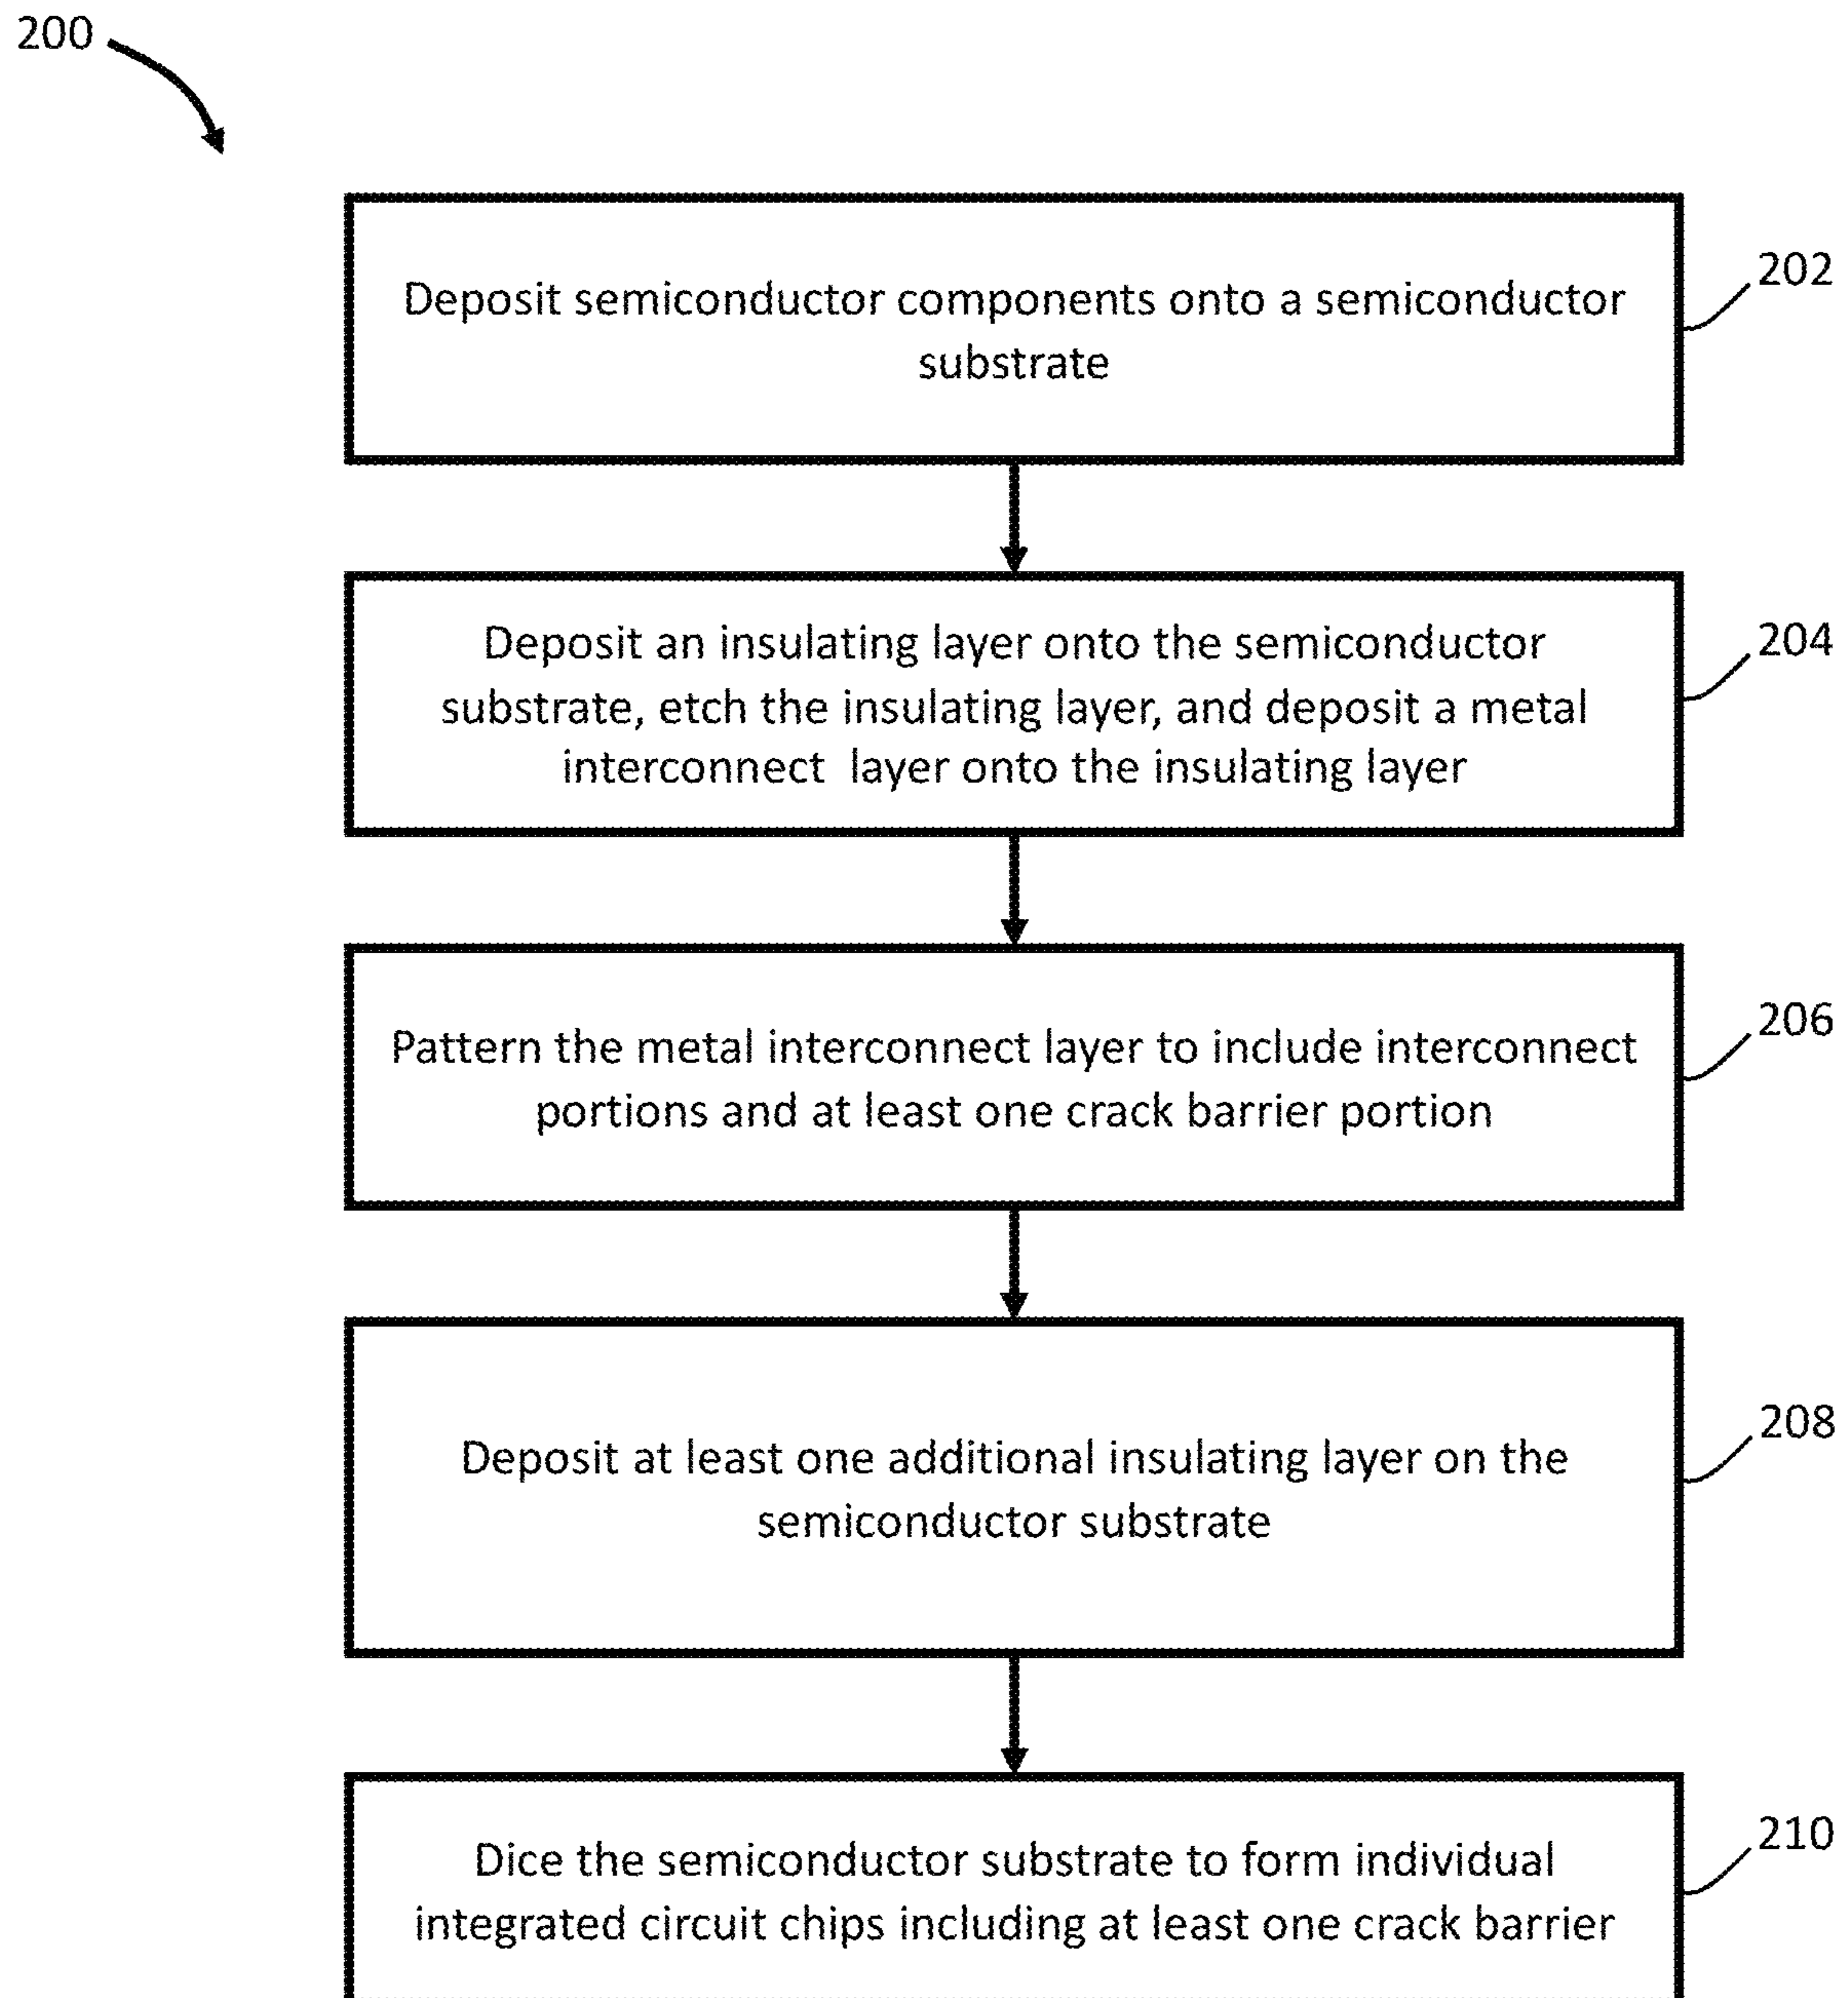 200
Deposit semiconductor components onto a semiconductor
substrate
202
Deposit an insulating layer onto the semiconductor
substrate, etch the insulating layer, and deposit a metal
interconnect  layer onto the insulating layer
204
Pattern the metal interconnect layer to include interconnect
portions and at least one crack barrier portion
206
Deposit at least one additional insulating layer on the
semiconductor substrate
208
Dice the semiconductor substrate to form individual
integrated circuit chips including at least one crack barrier
210